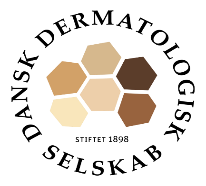 DANSK DERMATOLOGISK
SELSKAB
STIFTET 1898